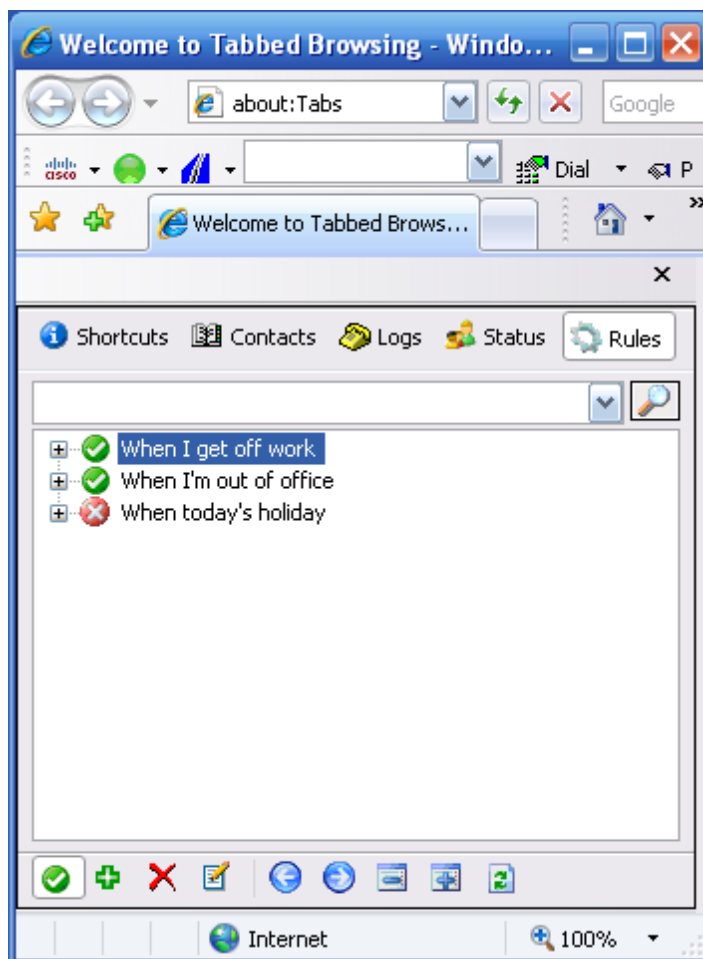 Welcome to Tabbed Browsing - Windo...
about:Tabs
Google
cisco
Dial
P
Welcome to Tabbed Brows...
Shortcuts
Contacts
Logs
Status
Rules
When I get off work
When I'm out of office
When today's holiday
Internet
100%